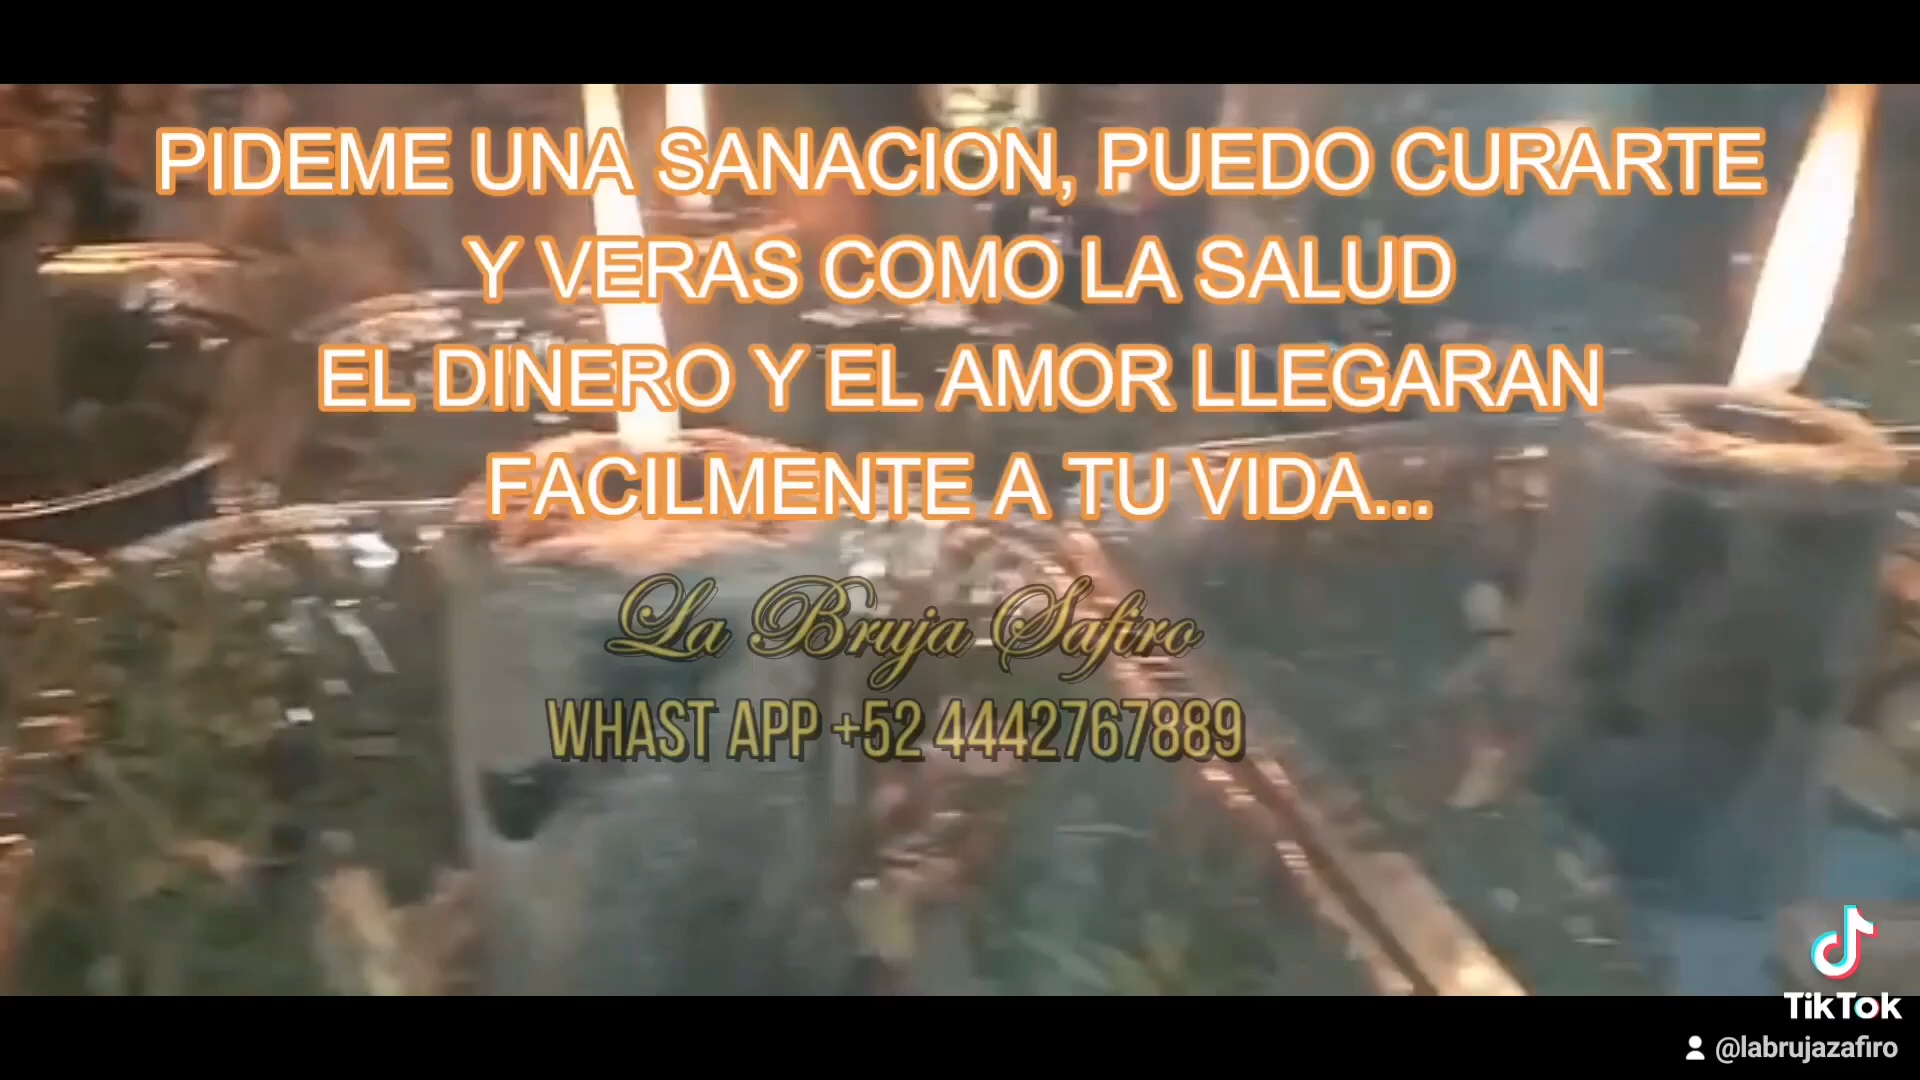 PIDEME UNA SANACION, PUEDO CURARTE
Y VERAS COMO LA SALUD
EL DINERO Y EL AMOR LLEGARAN
FACILMENTE A TU VIDA...
La Bruja Safiro
WHAST APP +52 4442767889
TikTok
@labrujazafiro